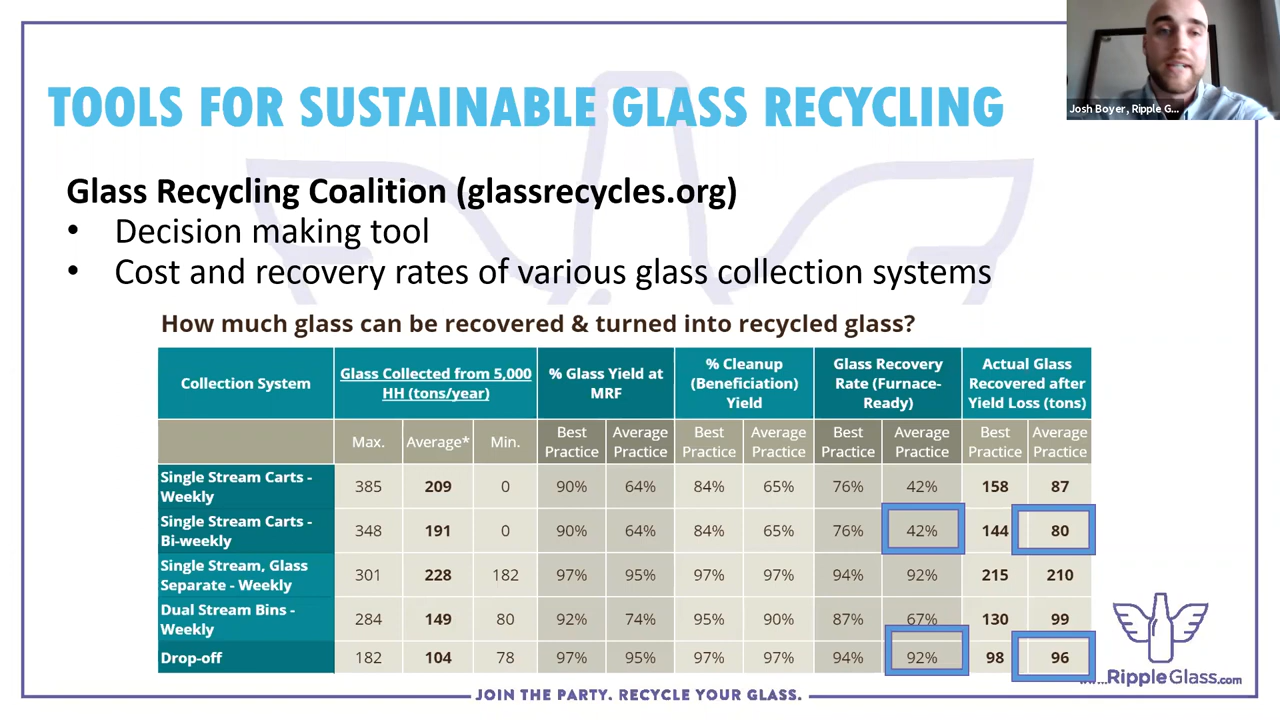 Josh Boyer, Ripple G...
TOOLS FOR SUSTAINABLE GLASS RECYCLING
Glass Recycling Coalition (glassrecycles.org)
• Decision making tool
• Cost and recovery rates of various glass collection systems
How much glass can be recovered & turned into recycled glass?
Collection System
Glass Collected from 5,000
HH (tons/year)
% Glass Yield at
MRF
% Cleanup
(Beneficiation)
Yield
Glass Recovery
Rate (Furnace-
Ready)
Actual Glass
Recovered after
Yield Loss (tons)
Max. Average* Min. Best Practice Average Practice Best Practice Average Practice Best Practice Average Practice Best Practice Average Practice
Single Stream Carts -
Weekly
385 209 0 90% 64% 84% 65% 76% 42% 158 87
Single Stream Carts -
Bi-weekly
348 191 0 90% 64% 84% 65% 76% 42% 144 80
Single Stream, Glass
Separate - Weekly
301 228 182 97% 95% 97% 97% 94% 92% 215 210
Dual Stream Bins -
Weekly
284 149 80 92% 74% 95% 90% 87% 67% 130 99
Drop-off 182 104 78 97% 95% 97% 97% 94% 92% 98 96
RippleGlass.com
JOIN THE PARTY. RECYCLE YOUR GLASS.